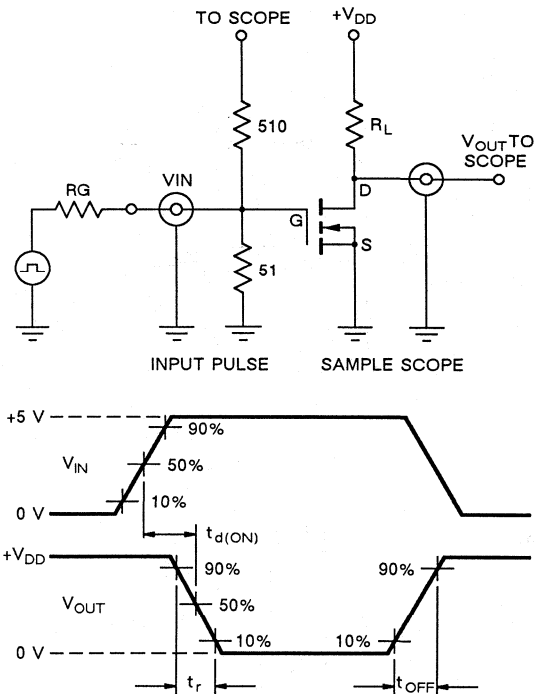 TO SCOPE
+VDD
510
RL
VOUT TO
SCOPE
RG
VIN
D
G
S
51
INPUT PULSE
SAMPLE SCOPE
+5 V
90%
VIN
50%
10%
0 V
td(ON)
+VDD
90%
90%
VOUT
50%
10%
10%
0 V
tr
tOFF